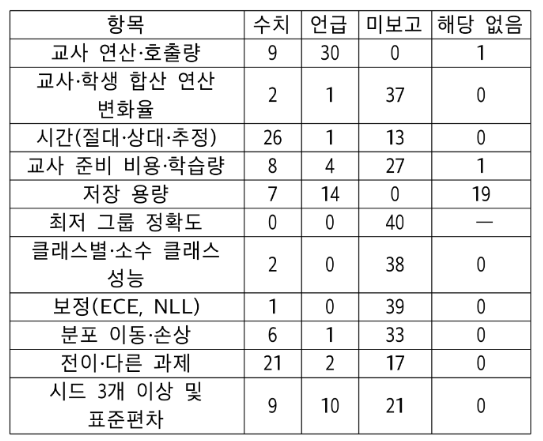 항목 수치 언급 미보고 해당 없음
교사 연산·호출량 9 30 0 1
교사·학생 합산 연산
변화율 2 1 37 0
시간(절대·상대·추정) 26 1 13 0
교사 준비 비용·학습량 8 4 27 1
저장 용량 7 14 0 19
최저 그룹 정확도 0 0 40 —
클래스별·소수 클래스
성능 2 0 38 0
보정(ECE, NLL) 1 0 39 0
분포 이동·손상 6 1 33 0
전이·다른 과제 21 2 17 0
시드 3개 이상 및
표준편차 9 10 21 0